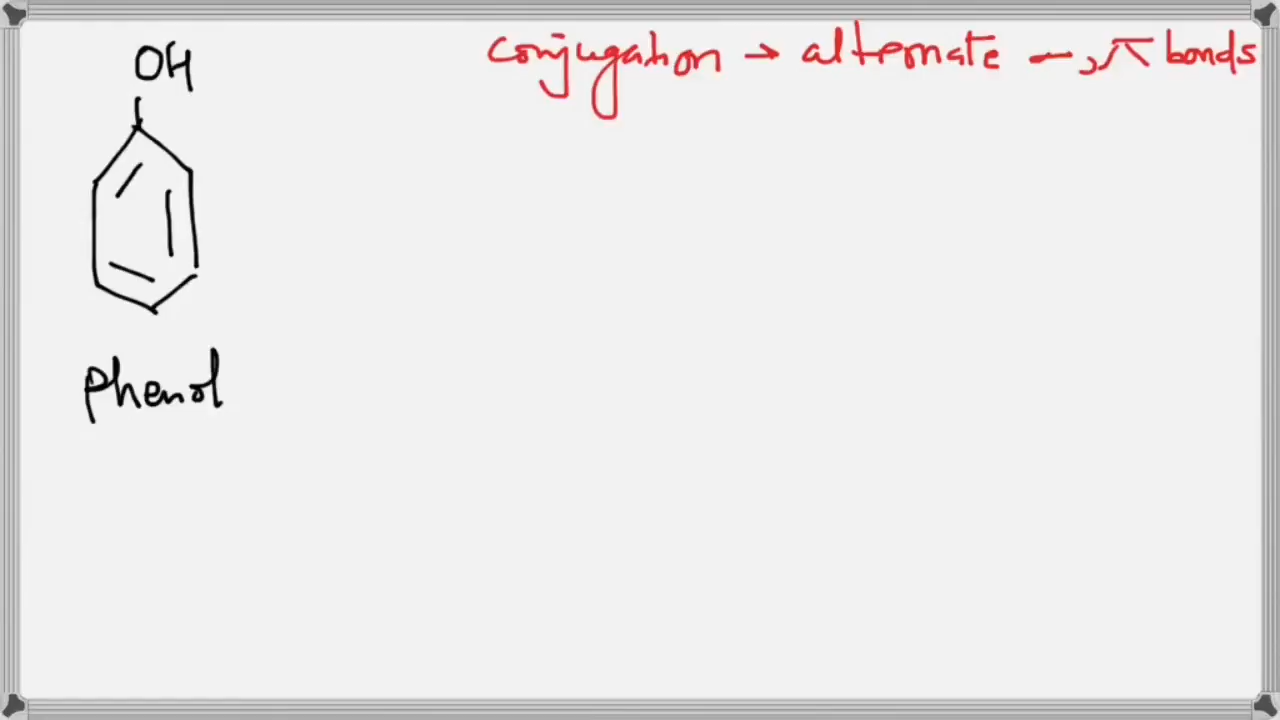 OH
conjugation → alternate —, π bonds
phenol